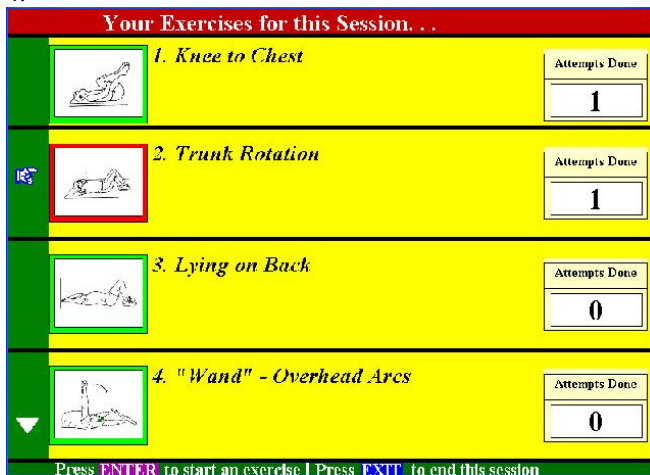 Your Exercises for this Session. . .
1. Knee to Chest
Attempts Done
1
2. Trunk Rotation
Attempts Done
1
3. Lying on Back
Attempts Done
0
4. "Wand" - Overhead Arcs
Attempts Done
0
Press ENTER to start an exercise | Press EXIT to end this session